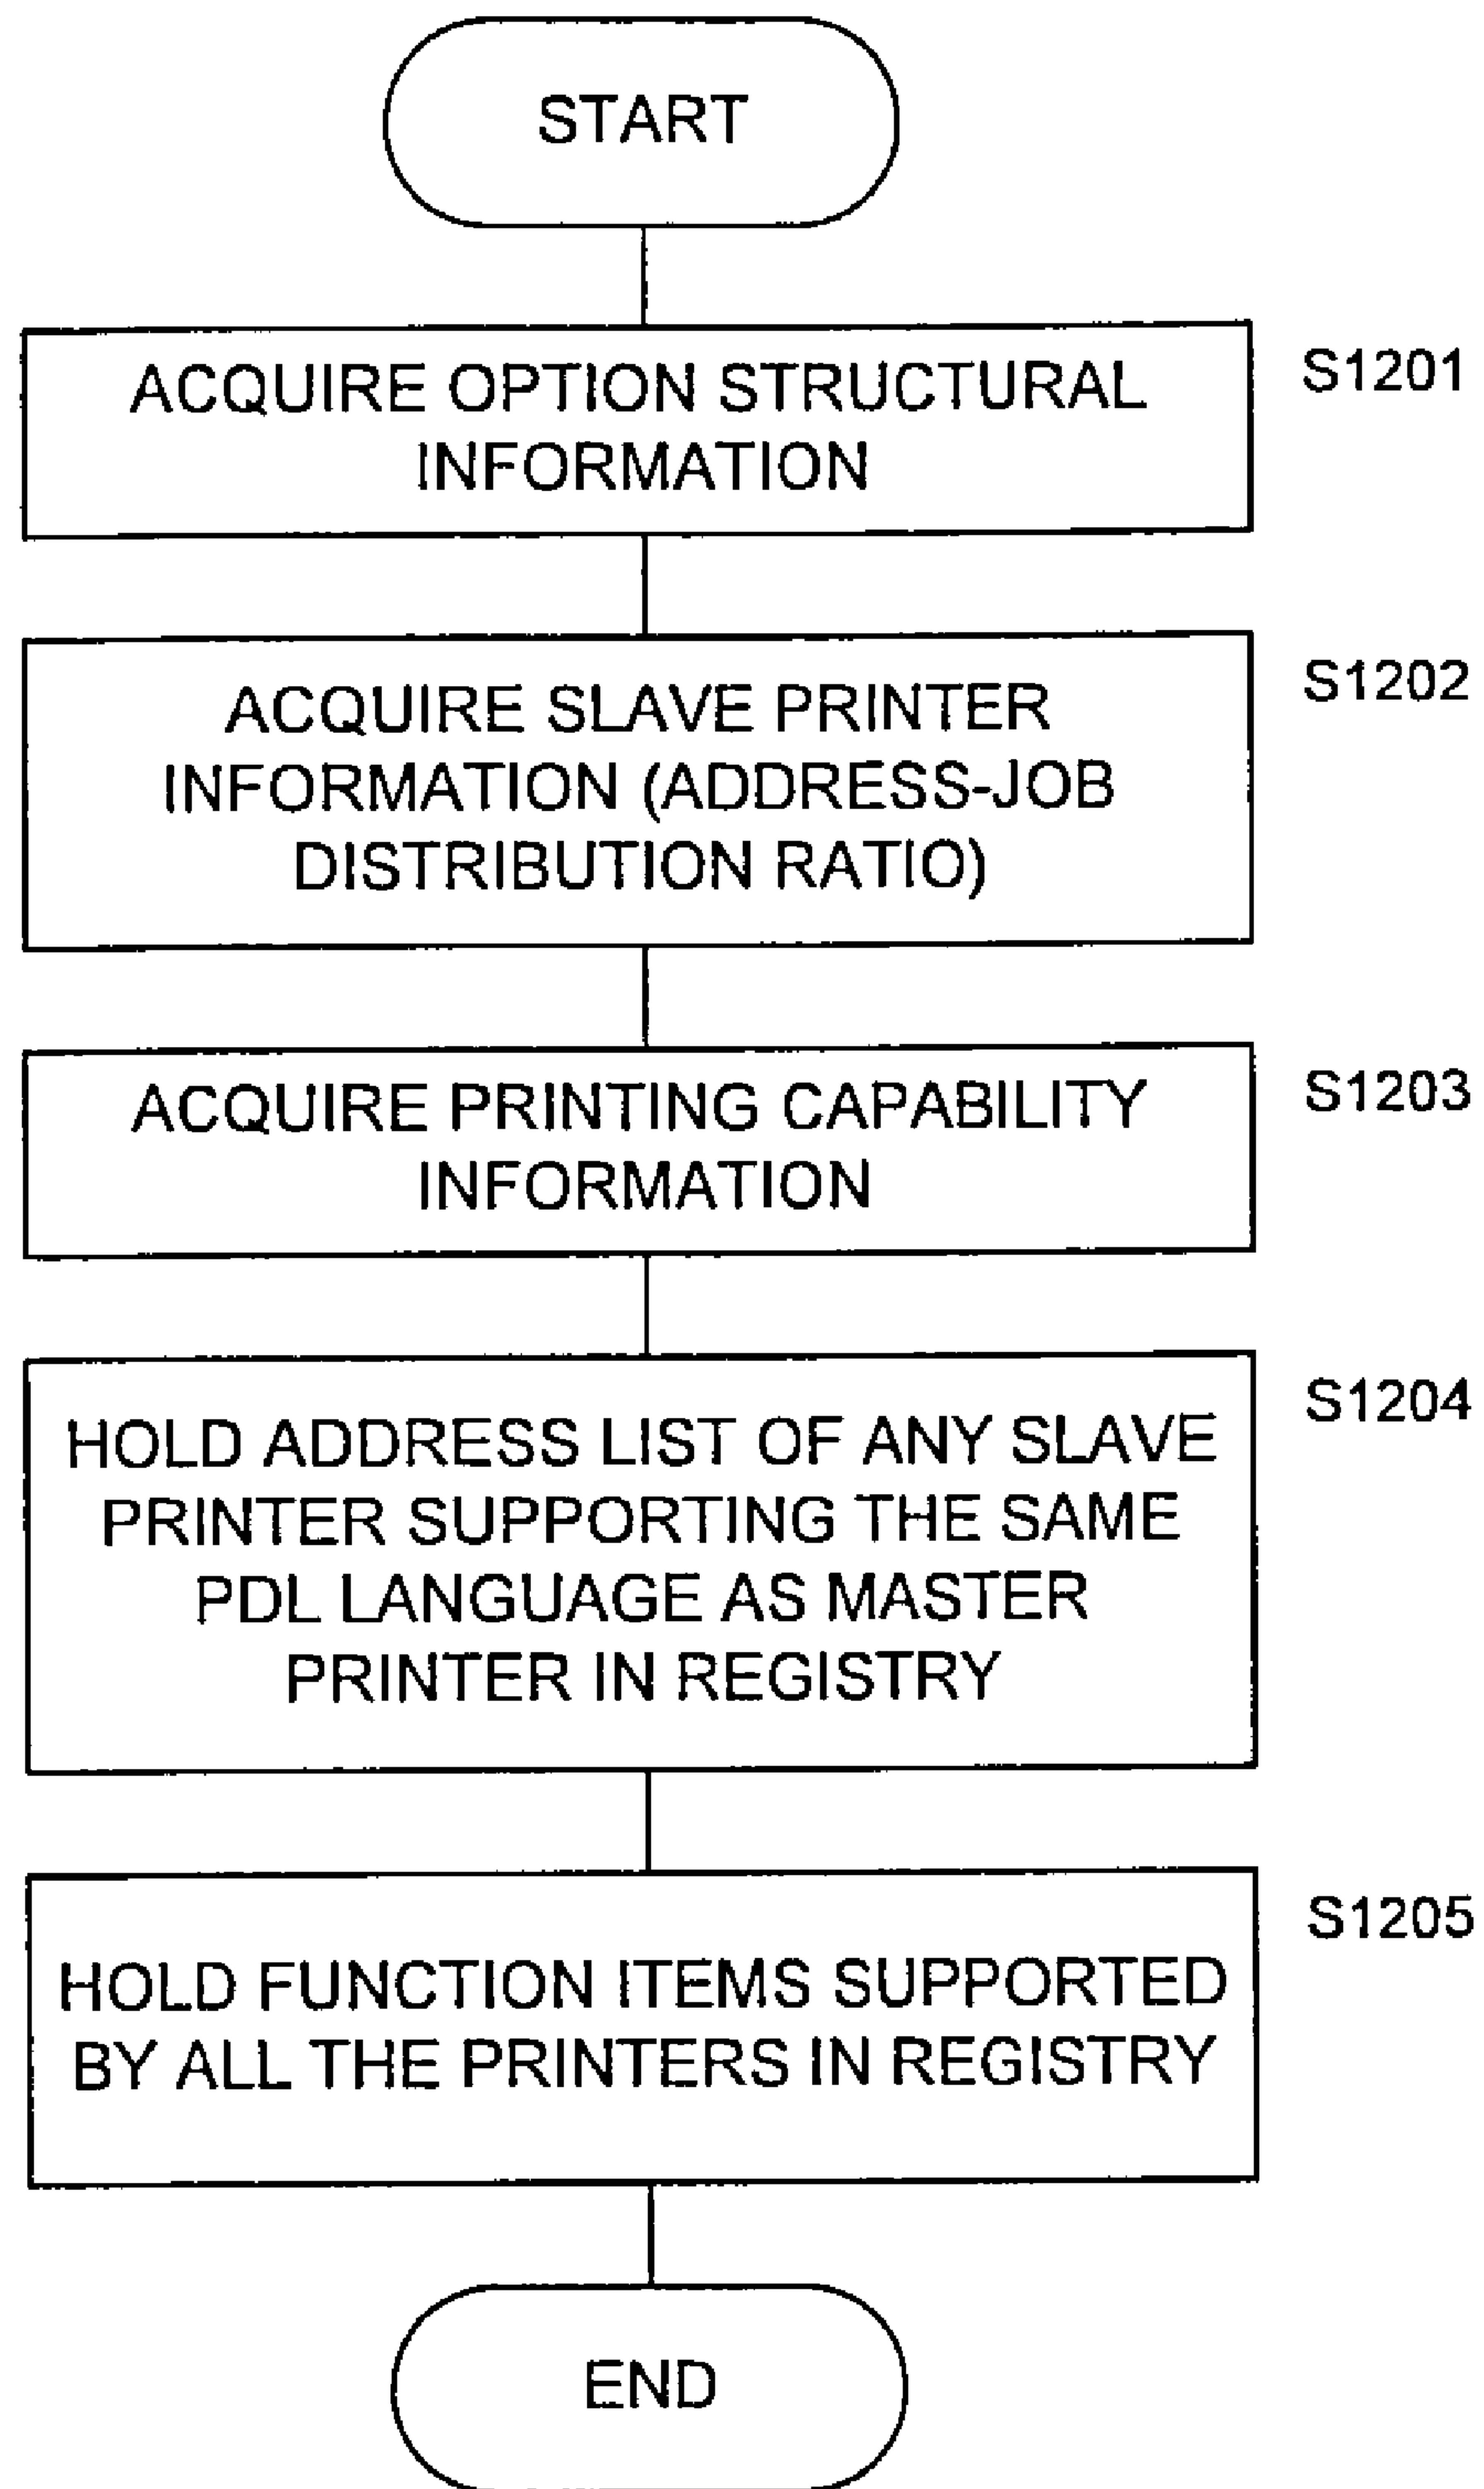 START
ACQUIRE OPTION STRUCTURAL
INFORMATION
S1201
ACQUIRE SLAVE PRINTER
INFORMATION (ADDRESS-JOB
DISTRIBUTION RATIO)
S1202
ACQUIRE PRINTING CAPABILITY
INFORMATION
S1203
HOLD ADDRESS LIST OF ANY SLAVE
PRINTER SUPPORTING THE SAME
PDL LANGUAGE AS MASTER
PRINTER IN REGISTRY
S1204
HOLD FUNCTION ITEMS SUPPORTED
BY ALL THE PRINTERS IN REGISTRY
S1205
END